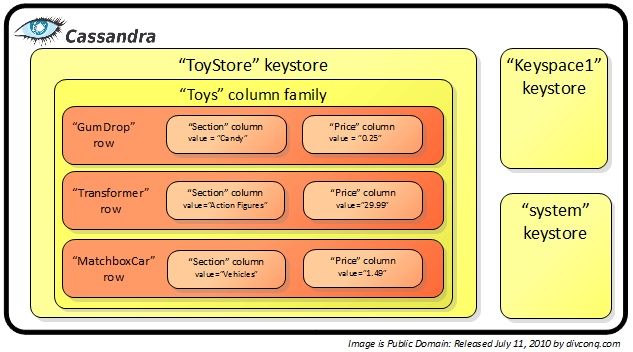 Cassandra
“ToyStore” keystore
“Toys” column family
“GumDrop”
row
“Section” column
value = “Candy”
“Price” column
value = “0.25”
“Transformer”
row
“Section” column
value=“Action Figures”
“Price” column
value=“29.99”
“MatchboxCar”
row
“Section” column
value=“Vehicles”
“Price” column
value=“1.49”
“Keyspace1”
keystore
“system”
keystore
Image is Public Domain: Released July 11, 2010 by divconq.com